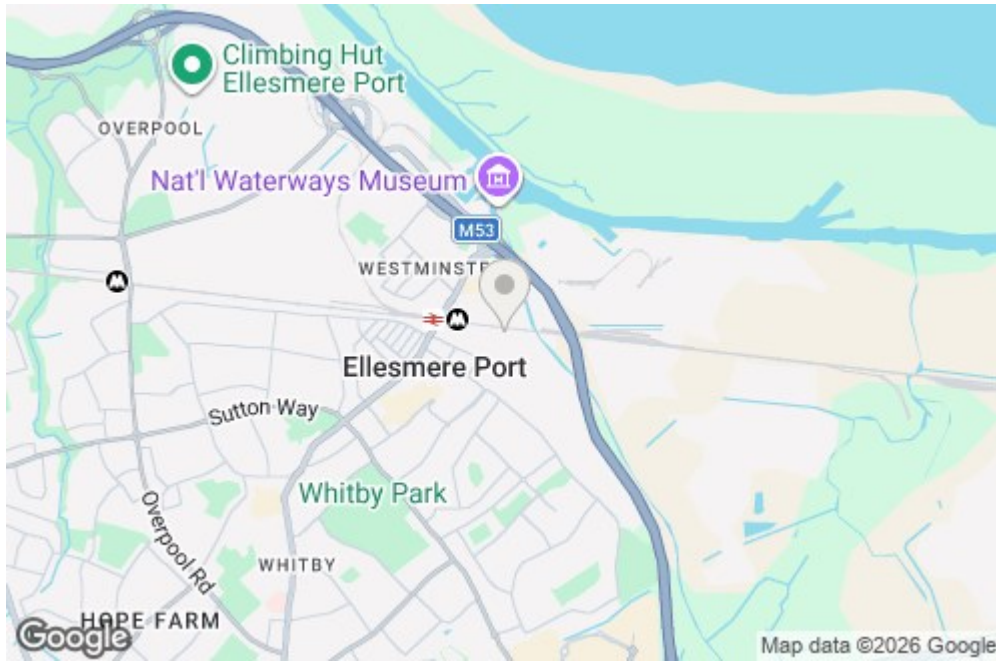 Climbing Hut
Ellesmere Port
OVERPOOL
Nat'l Waterways Museum
M53
WESTMINSTE
Ellesmere Port
Sutton Way
Whitby Park
Overpool Rd
WHITBY
HOPE FARM
Google
Map data ©2026 Google